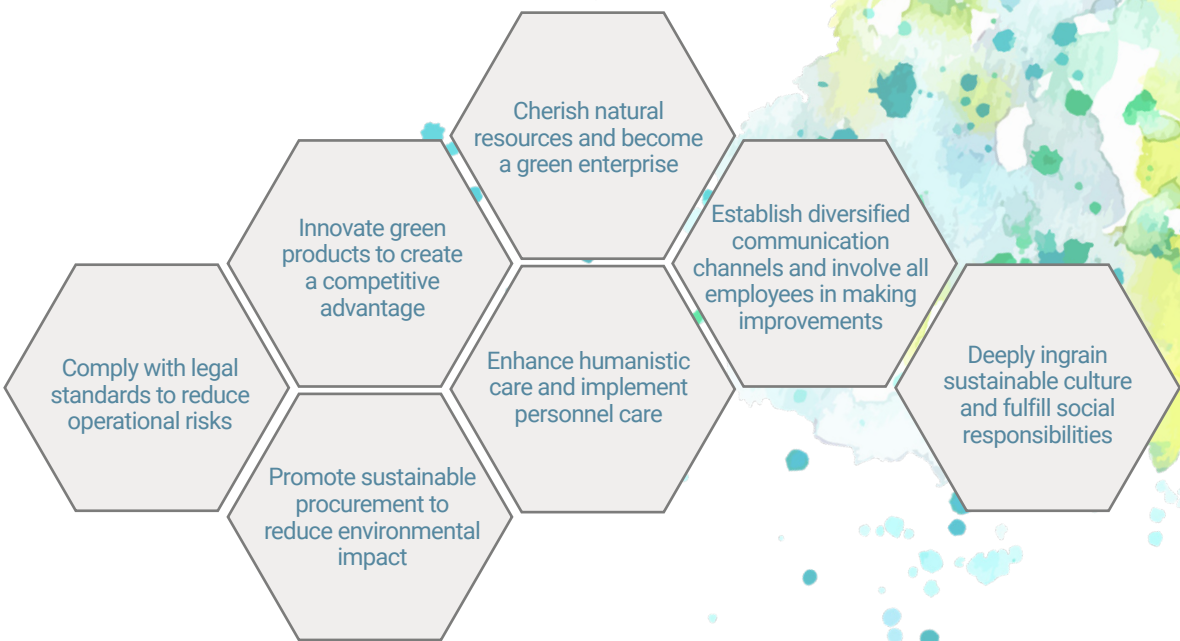 Cherish natural
resources and become
a green enterprise
Innovate green
products to create
a competitive
advantage
Establish diversified
communication
channels and involve all
employees in making
improvements
Comply with legal
standards to reduce
operational risks
Enhance humanistic
care and implement
personnel care
Deeply ingrain
sustainable culture
and fulfill social
responsibilities
Promote sustainable
procurement to
reduce environmental
impact